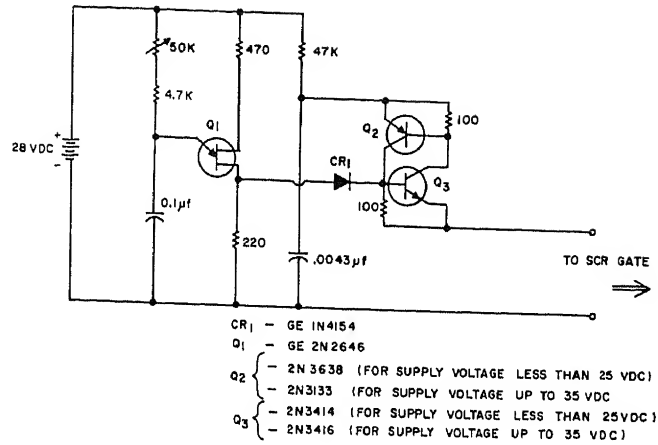 50K
470
47K
4.7K
Q1
Q2
100
28 VDC
+
-
CR1
Q3
0.1µf
100
220
.0043µf
TO SCR GATE
CR1 - GE 1N4154
Q1 - GE 2N2646
Q2 { - 2N3638 (FOR SUPPLY VOLTAGE LESS THAN 25 VDC)
- 2N3133 (FOR SUPPLY VOLTAGE UP TO 35 VDC
Q3 { - 2N3414 (FOR SUPPLY VOLTAGE LESS THAN 25VDC)
- 2N3416 (FOR SUPPLY VOLTAGE UP TO 35 VDC)